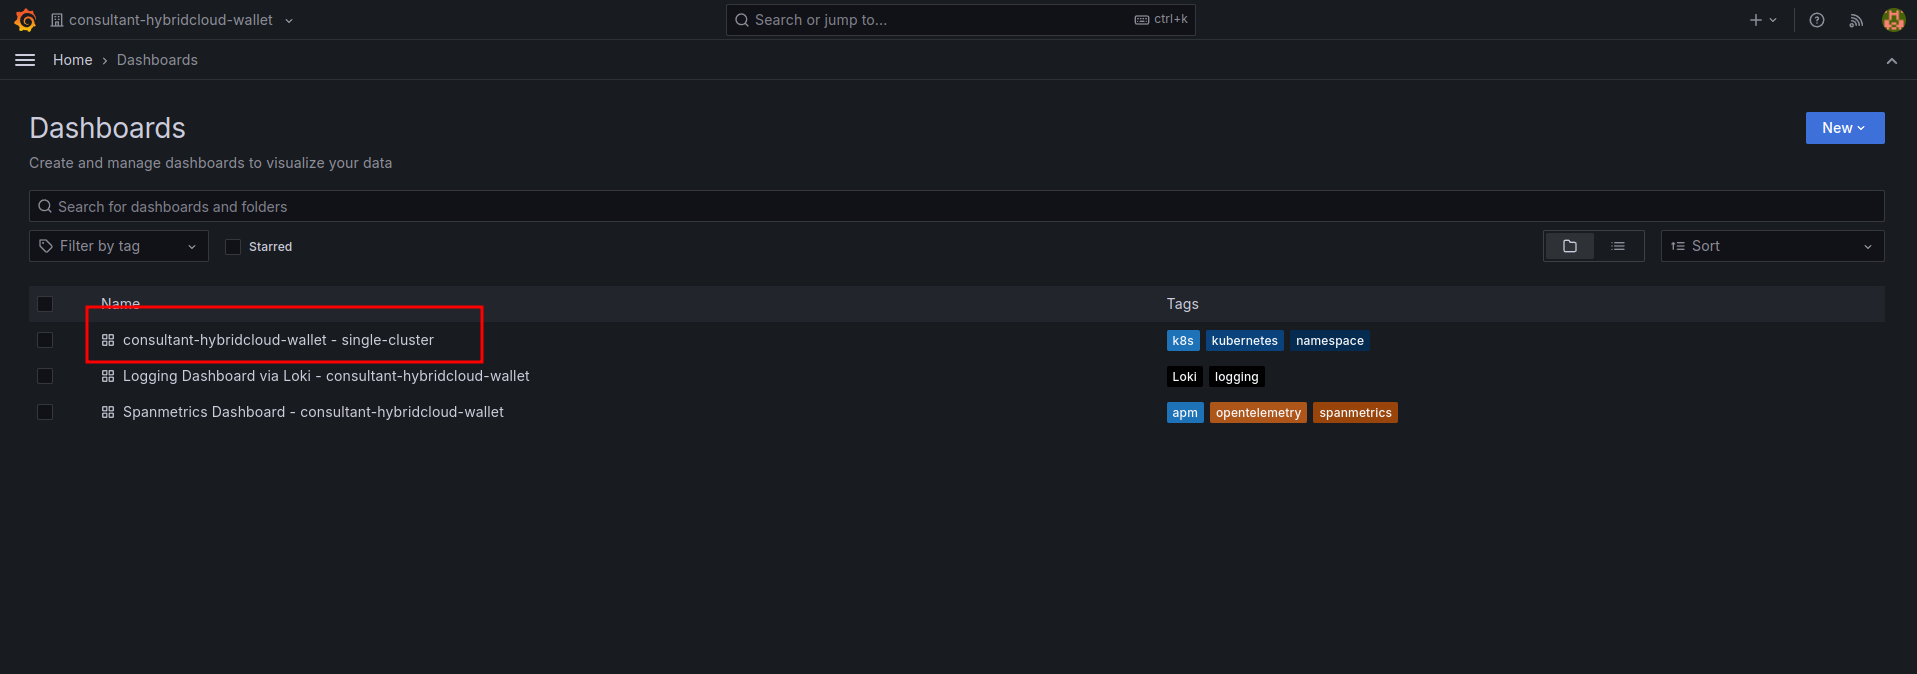 consultant-hybridcloud-wallet
Search or jump to...
ctrl+k
Home › Dashboards
Dashboards
New
Create and manage dashboards to visualize your data
Search for dashboards and folders
Filter by tag
Starred
Sort
Name
Tags
consultant-hybridcloud-wallet - single-cluster
k8s kubernetes namespace
Logging Dashboard via Loki - consultant-hybridcloud-wallet
Loki logging
Spanmetrics Dashboard - consultant-hybridcloud-wallet
apm opentelemetry spanmetrics